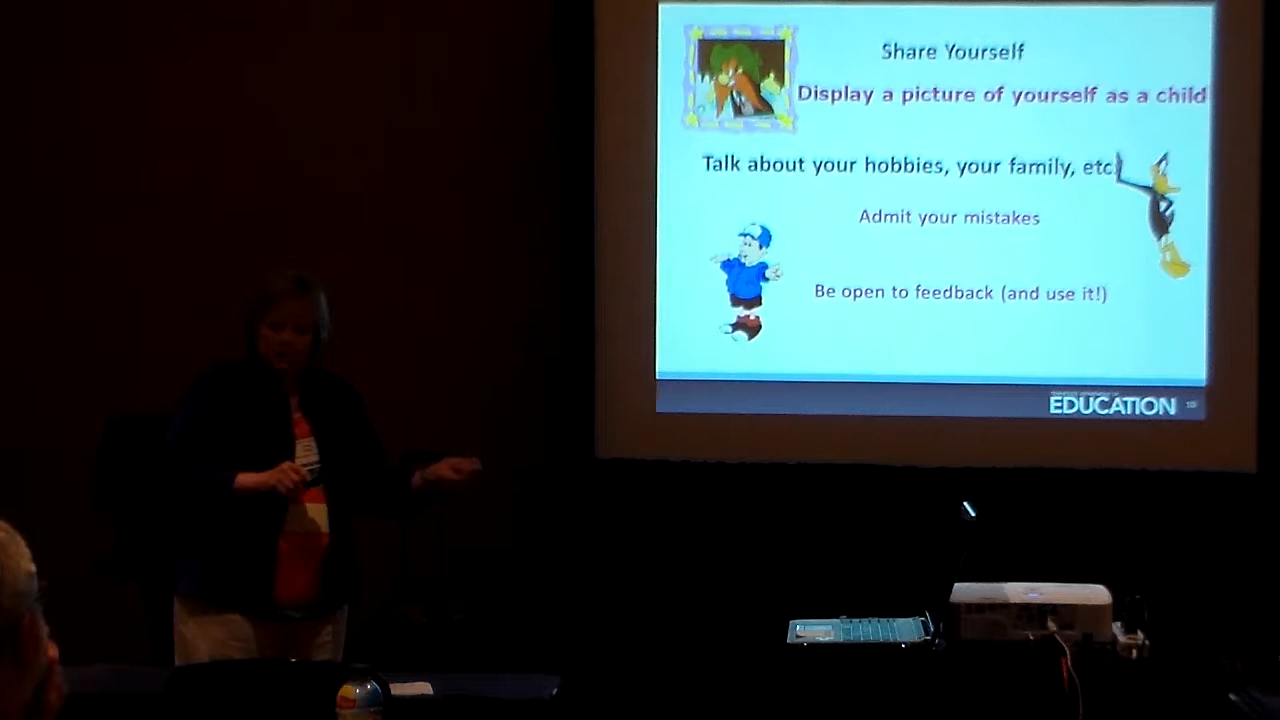 Share Yourself
Display a picture of yourself as a child
Talk about your hobbies, your family, etc.
Admit your mistakes
Be open to feedback (and use it!)
EDUCATION